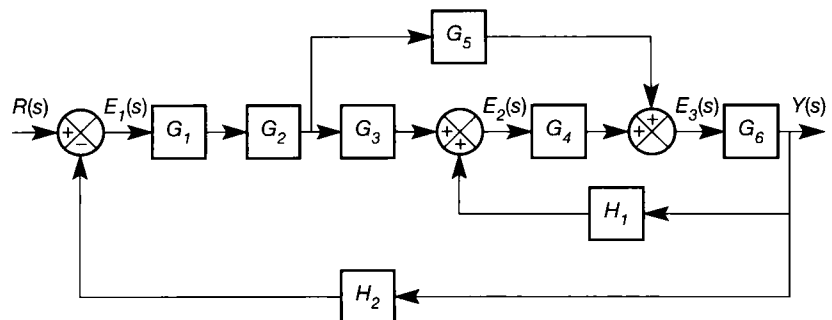 G5
R(s) E1(s) E2(s) E3(s) Y(s)
+ − G1 G2 G3 + + G4 + + G6
H1
H2